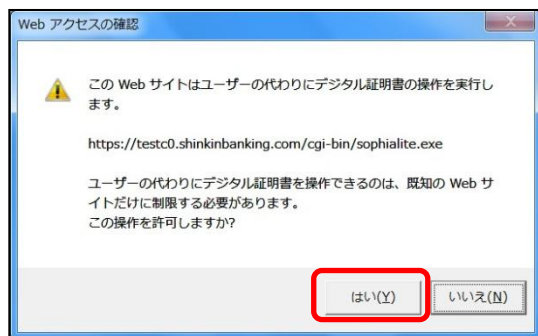 Web アクセスの確認
この Web サイトはユーザーの代わりにデジタル証明書の操作を実行し
ます。
https://testc0.shinkinbanking.com/cgi-bin/sophialite.exe
ユーザーの代わりにデジタル証明書を操作できるのは、既知の Web サ
イトだけに制限する必要があります。
この操作を許可しますか?
はい(Y) いいえ(N)